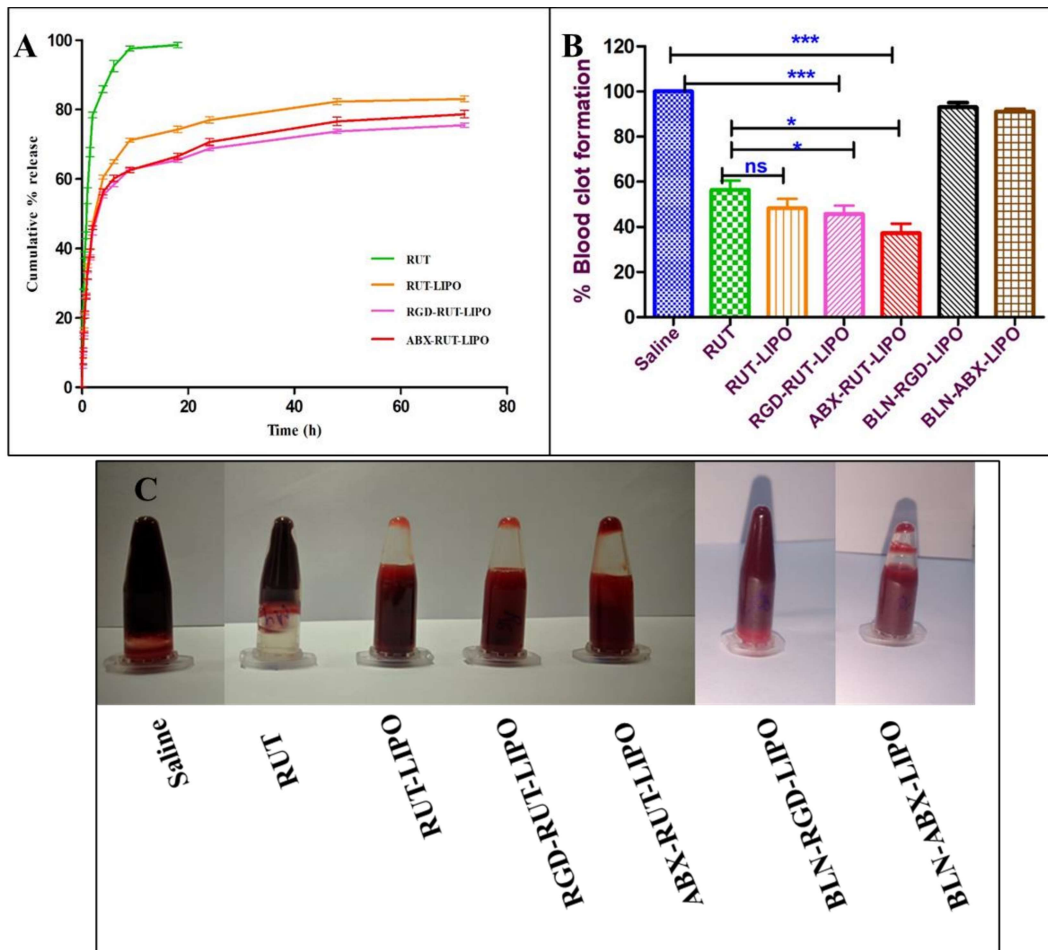 A
Cumulative % release
100
80
60
40
20
0
0 20 40 60 80
Time (h)
RUT
RUT-LIPO
RGD-RUT-LIPO
ABX-RUT-LIPO
B
% Blood clot formation
120
100
80
60
40
20
0
***
***
*
*
ns
Saline
RUT
RUT-LIPO
RGD-RUT-LIPO
ABX-RUT-LIPO
BLN-RGD-LIPO
BLN-ABX-LIPO
C
Saline
RUT
RUT-LIPO
RGD-RUT-LIPO
ABX-RUT-LIPO
BLN-RGD-LIPO
BLN-ABX-LIPO